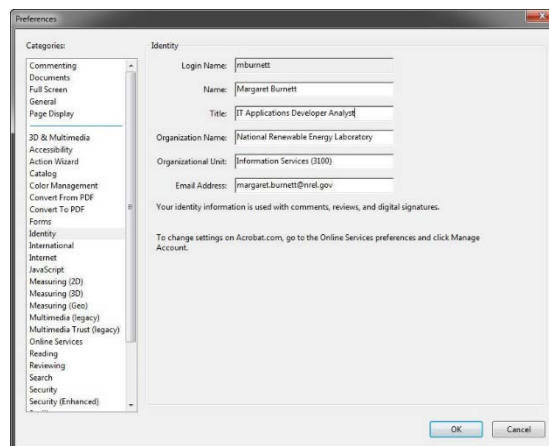 Preferences
Categories:
Commenting
Documents
Full Screen
General
Page Display
3D & Multimedia
Accessibility
Action Wizard
Catalog
Color Management
Convert From PDF
Convert To PDF
Forms
Identity
International
Internet
JavaScript
Measuring (2D)
Measuring (3D)
Measuring (Geo)
Multimedia (legacy)
Multimedia Trust (legacy)
Online Services
Reading
Reviewing
Search
Security
Security (Enhanced)
Identity
Login Name: mburnett
Name: Margaret Burnett
Title: IT Applications Developer Analyst
Organization Name: National Renewable Energy Laboratory
Organizational Unit: Information Services (3100)
Email Address: margaret.burnett@nrel.gov
Your identity information is used with comments, reviews, and digital signatures.
To change settings on Acrobat.com, go to the Online Services preferences and click Manage
Account.
OK Cancel